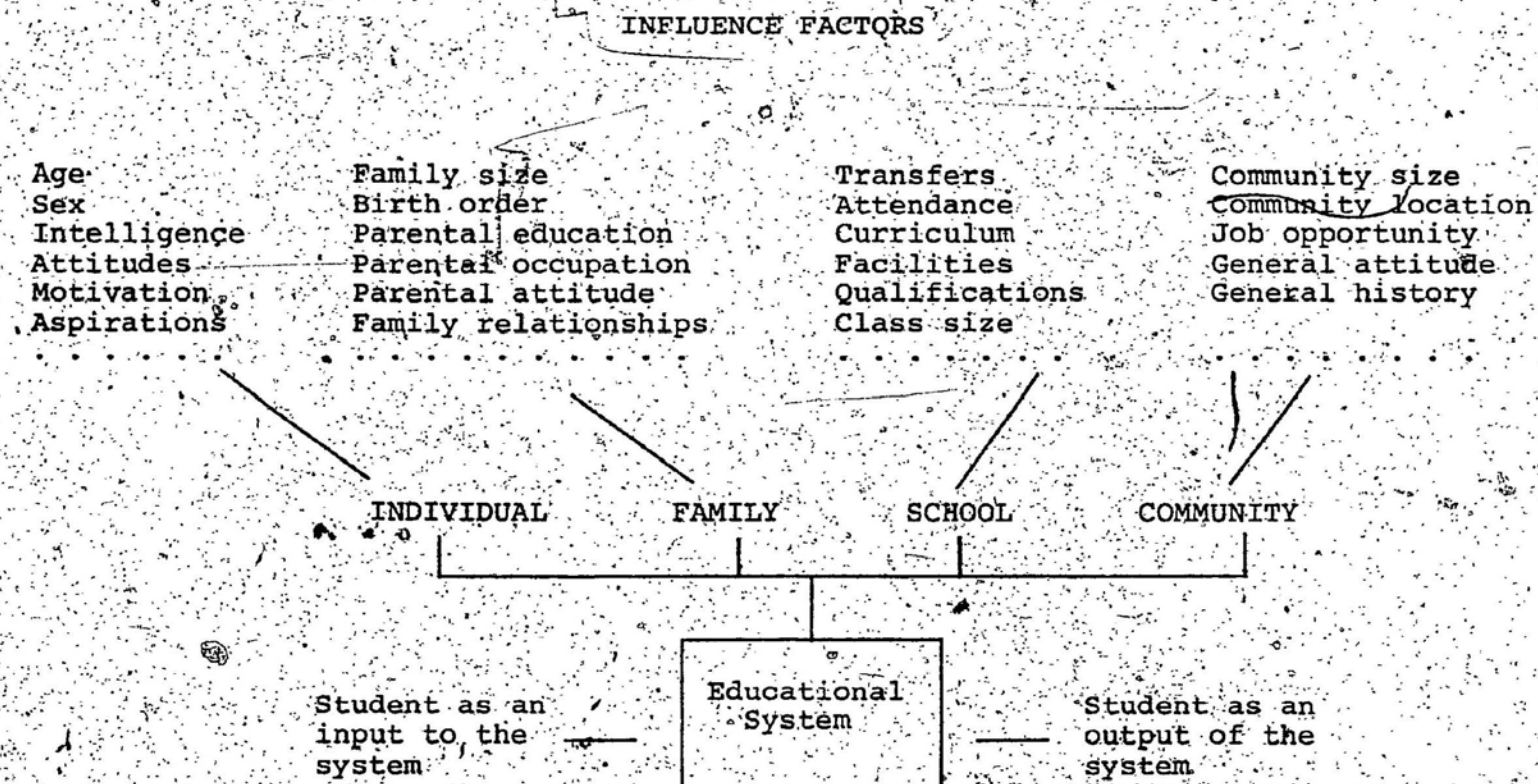 INFLUENCE FACTORS
Age
Sex
Intelligence
Attitudes
Motivation
Aspirations
. . . . . .
Family size
Birth order
Parental education
Parental occupation
Parental attitude
Family relationships
. . . . . . . . . . .
Transfers
Attendance
Curriculum
Facilities
Qualifications
Class size
. . . . . . .
Community size
Community location
Job opportunity
General attitude
General history
. . . . . . . .
INDIVIDUAL FAMILY SCHOOL COMMUNITY
Student as an
input to the
system
Educational
System
Student as an
output of the
system